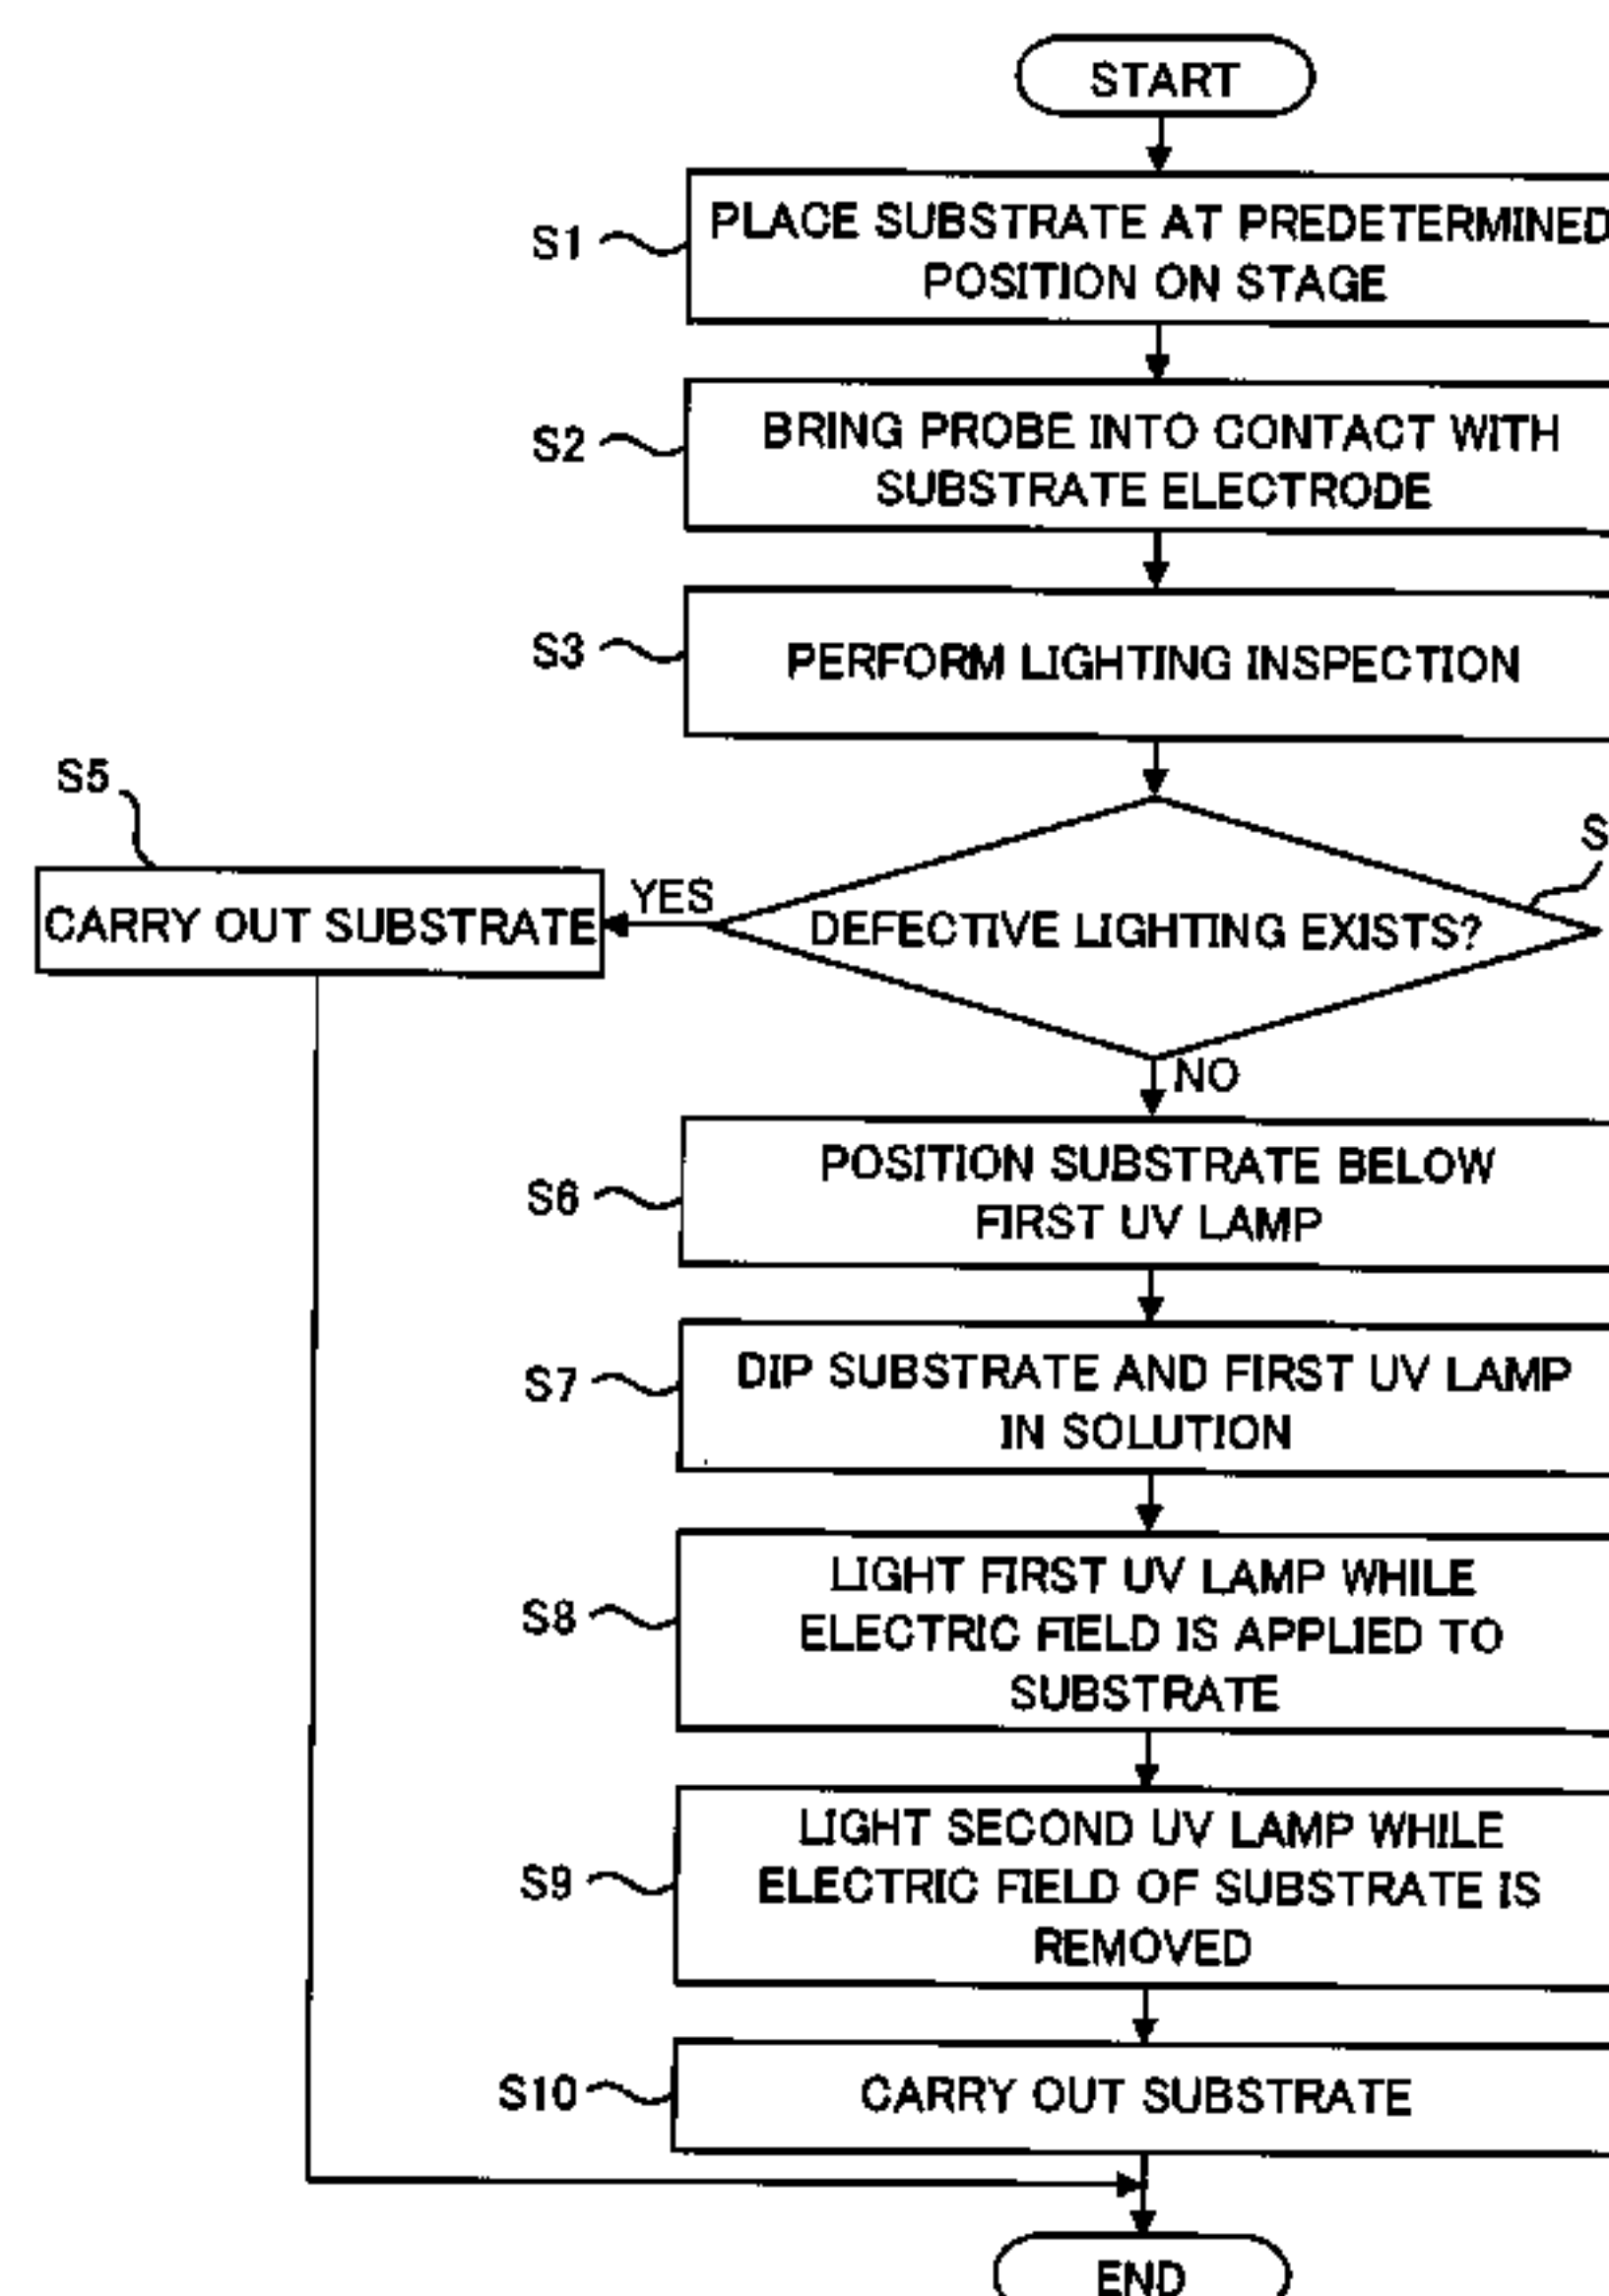 START
S1
PLACE SUBSTRATE AT PREDETERMINED
POSITION ON STAGE
S2
BRING PROBE INTO CONTACT WITH
SUBSTRATE ELECTRODE
S3
PERFORM LIGHTING INSPECTION
S
DEFECTIVE LIGHTING EXISTS?
YES
S5
CARRY OUT SUBSTRATE
NO
S6
POSITION SUBSTRATE BELOW
FIRST UV LAMP
S7
DIP SUBSTRATE AND FIRST UV LAMP
IN SOLUTION
S8
LIGHT FIRST UV LAMP WHILE
ELECTRIC FIELD IS APPLIED TO
SUBSTRATE
S9
LIGHT SECOND UV LAMP WHILE
ELECTRIC FIELD OF SUBSTRATE IS
REMOVED
S10
CARRY OUT SUBSTRATE
END